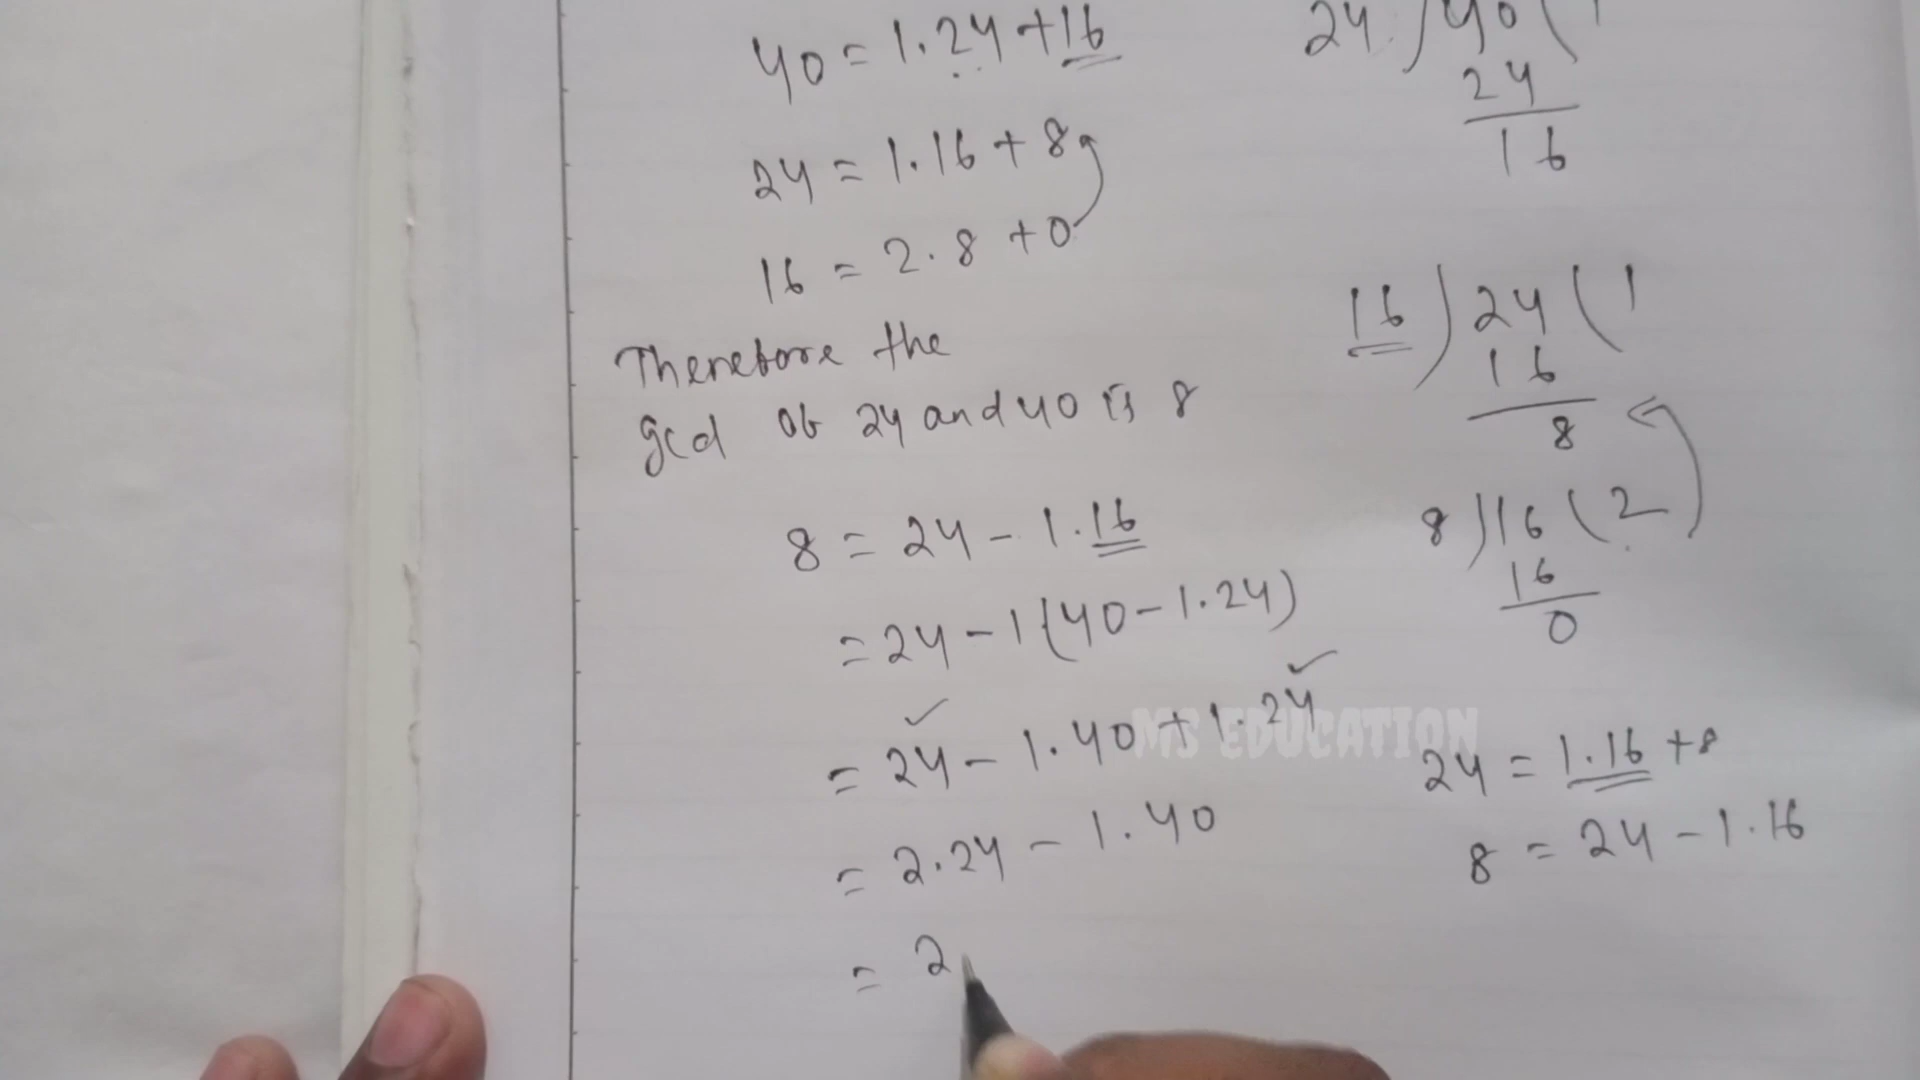 40 = 1.24 + 16
24 = 1.16 + 8
16 = 2.8 + 0
Therefore the
gcd of 24 and 40 is 8
8 = 24 - 1.16
= 24 - 1(40 - 1.24)
= 24 - 1.40 + 1.24
= 2.24 - 1.40
= 2
24 ) 40 ( 1
24
16
16 ) 24 ( 1
16
8
8 ) 16 ( 2
16
0
MS EDUCATION
24 = 1.16 + 8
8 = 24 - 1.16